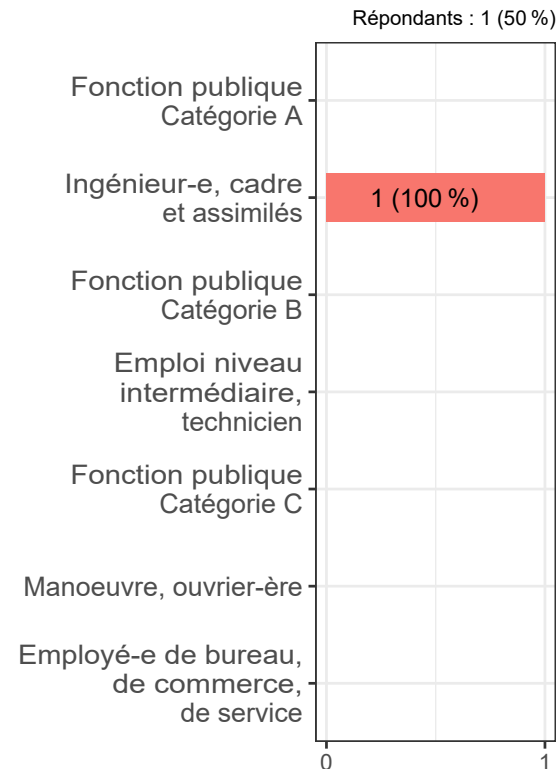 Répondants : 1 (50 %)
Fonction publique
Catégorie A
Ingénieur-e, cadre
et assimilés
1 (100 %)
Fonction publique
Catégorie B
Emploi niveau
intermédiaire,
technicien
Fonction publique
Catégorie C
Manoeuvre, ouvrier-ère
Employé-e de bureau,
de commerce,
de service
0
1